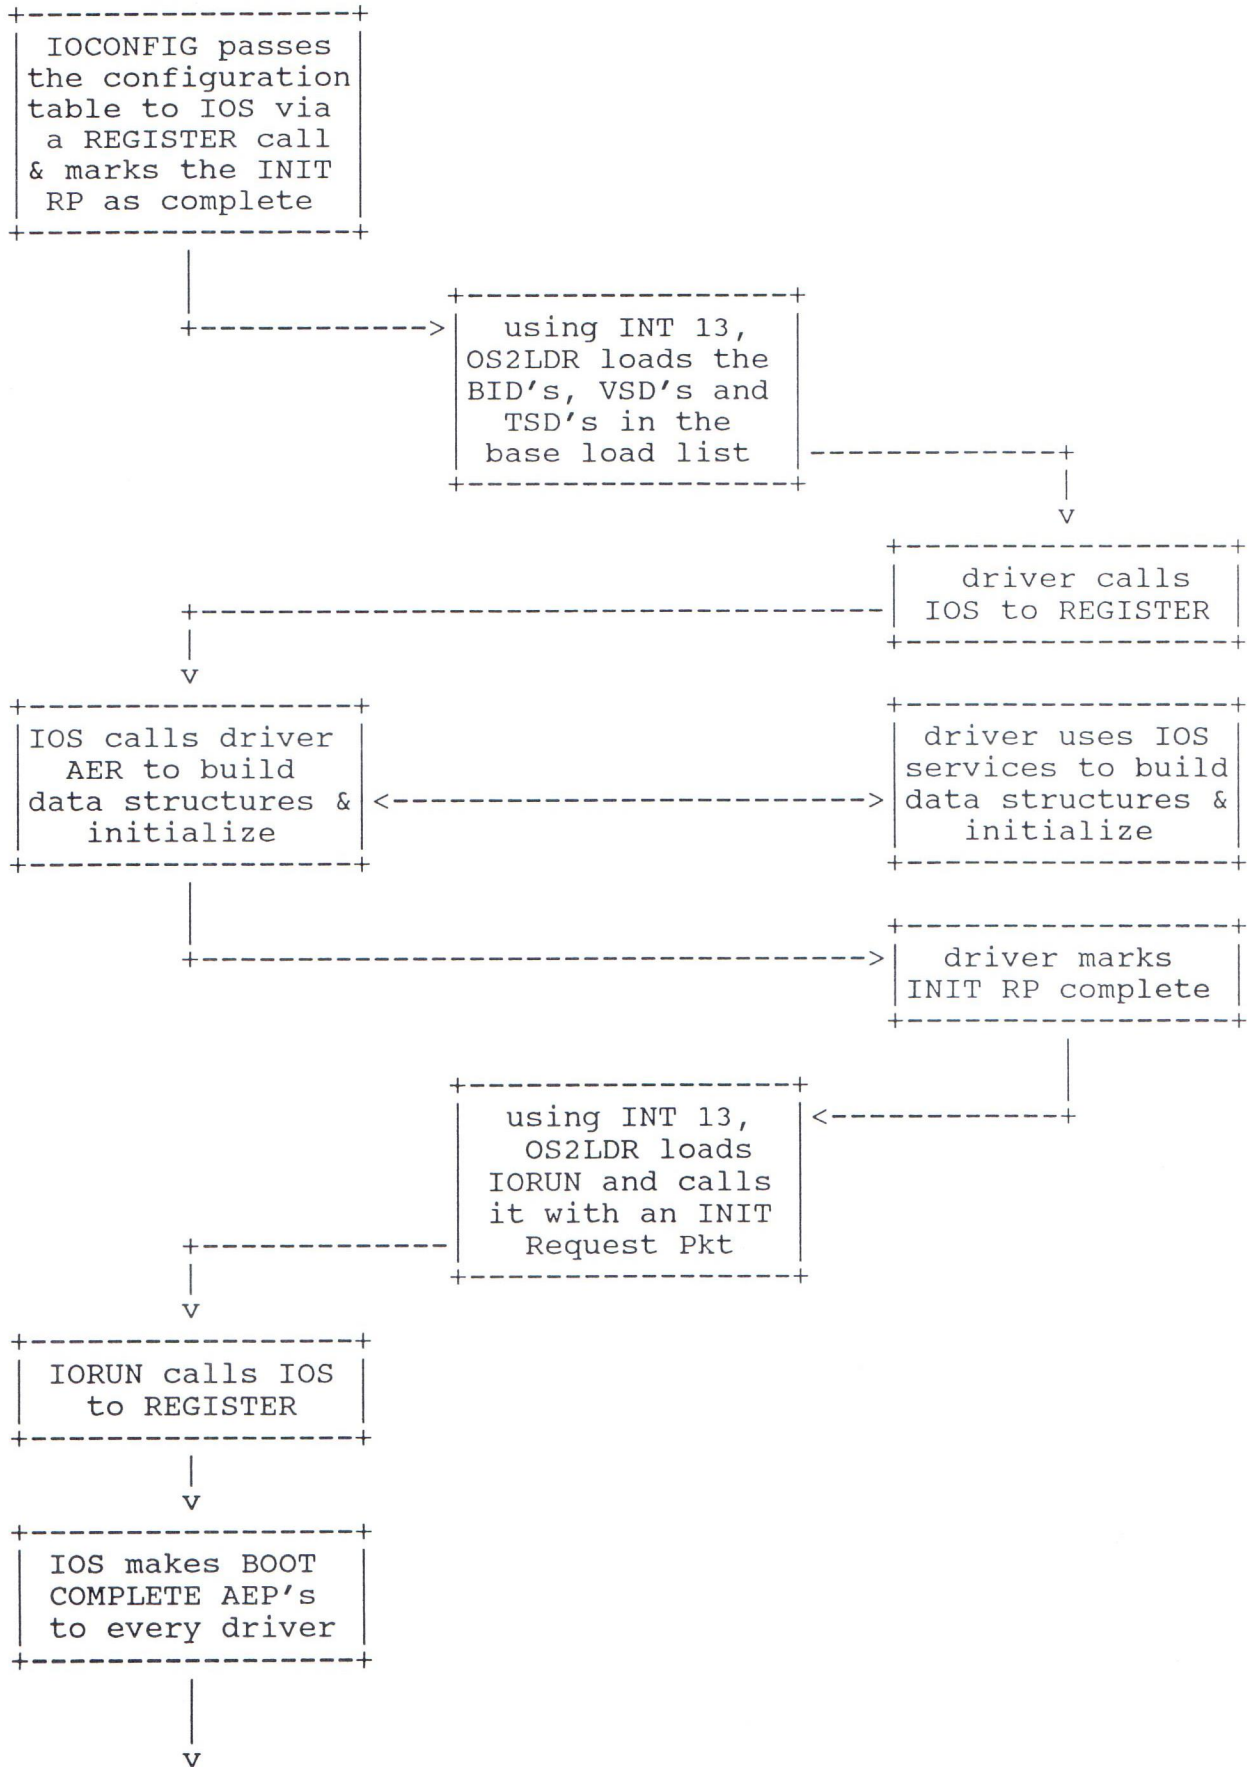 IOCONFIG passes
the configuration
table to IOS via
a REGISTER call
& marks the INIT
RP as complete
using INT 13,
OS2LDR loads the
BID's, VSD's and
TSD's in the
base load list
driver calls
IOS to REGISTER
IOS calls driver
AER to build
data structures &
initialize
driver uses IOS
services to build
data structures &
initialize
driver marks
INIT RP complete
using INT 13,
OS2LDR loads
IORUN and calls
it with an INIT
Request Pkt
IORUN calls IOS
to REGISTER
IOS makes BOOT
COMPLETE AEP's
to every driver